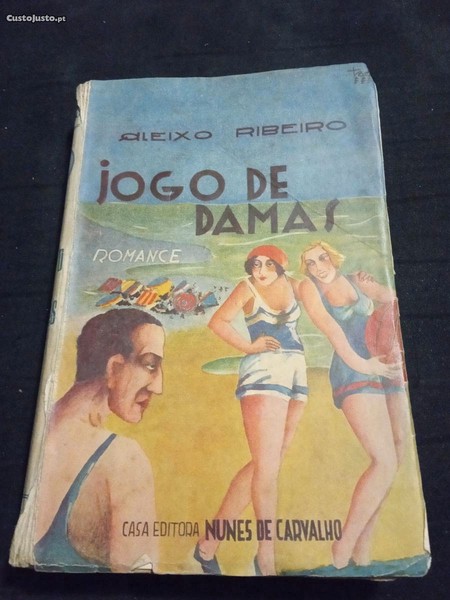 CustoJusto.pt
ALEIXO RIBEIRO
JOGO DE
DAMAS
ROMANCE
CASA EDITORA NUNES DE CARVALHO